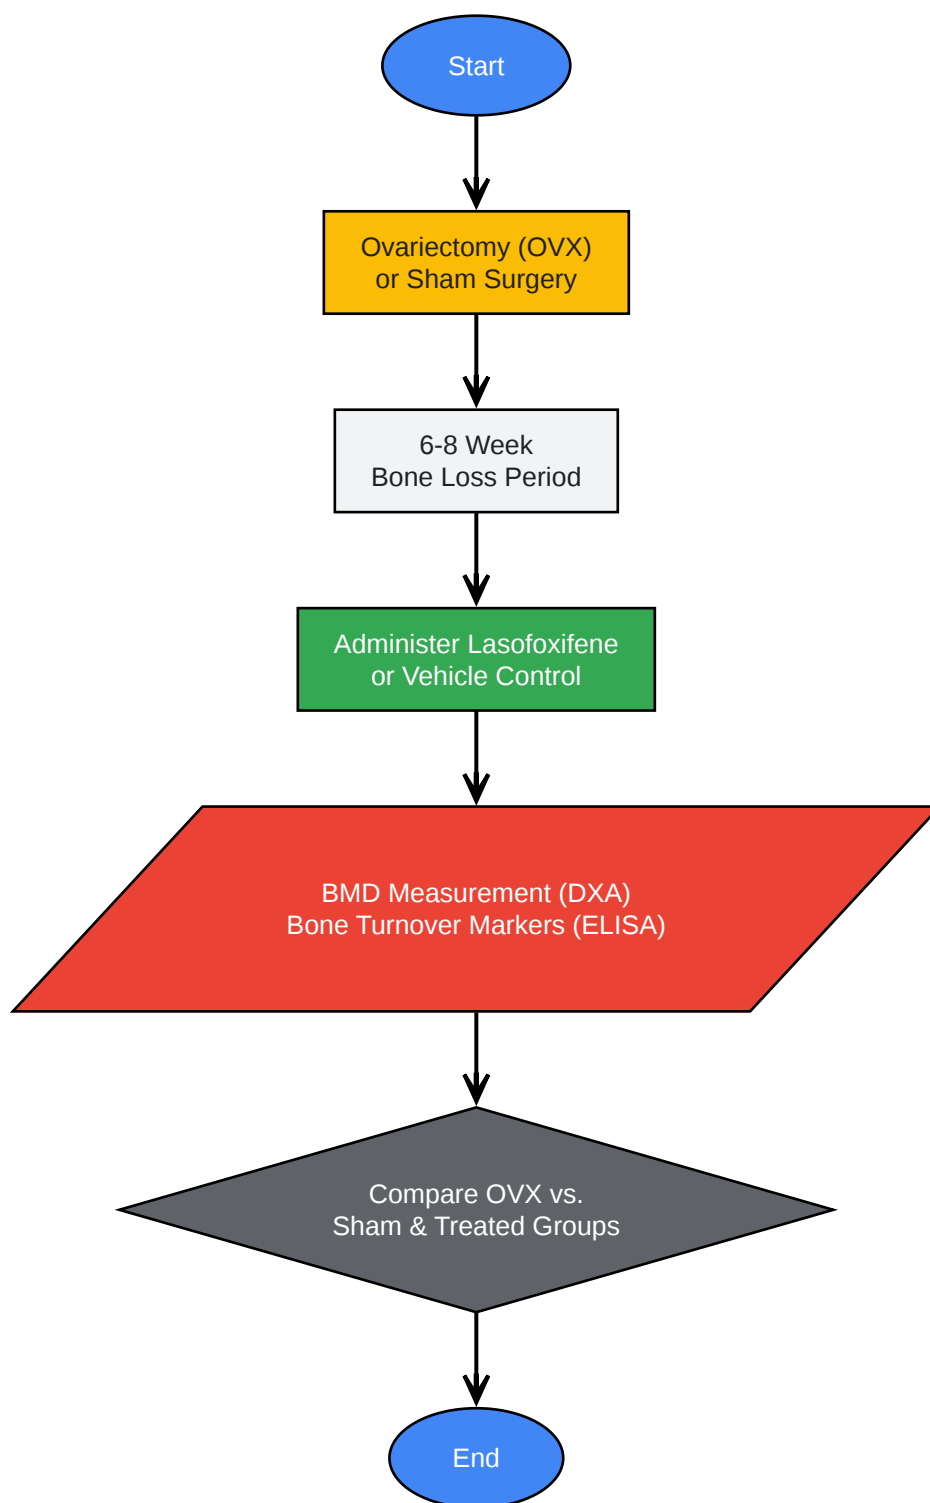 Start
Ovariectomy (OVX)
or Sham Surgery
6-8 Week
Bone Loss Period
Administer Lasofoxifene
or Vehicle Control
BMD Measurement (DXA)
Bone Turnover Markers (ELISA)
Compare OVX vs.
Sham & Treated Groups
End